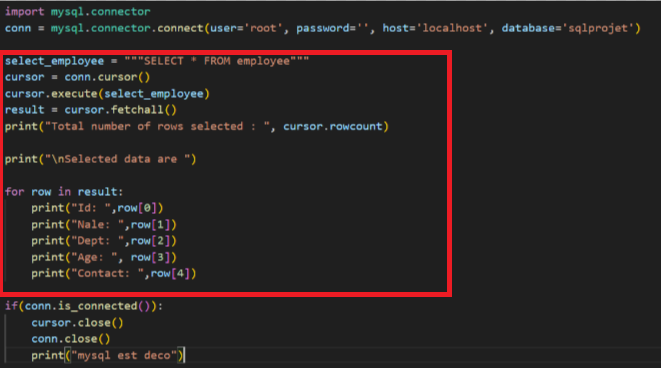 import mysql.connector
conn = mysql.connector.connect(user='root', password='', host='localhost', database='sqlprojet')
select_employee = """SELECT * FROM employee"""
cursor = conn.cursor()
cursor.execute(select_employee)
result = cursor.fetchall()
print("Total number of rows selected : ", cursor.rowcount)
print("\nSelected data are ")
for row in result:
    print("Id: ",row[0])
    print("Nale: ",row[1])
    print("Dept: ",row[2])
    print("Age: ", row[3])
    print("Contact: ",row[4])
if(conn.is_connected()):
    cursor.close()
    conn.close()
    print("mysql est deco")